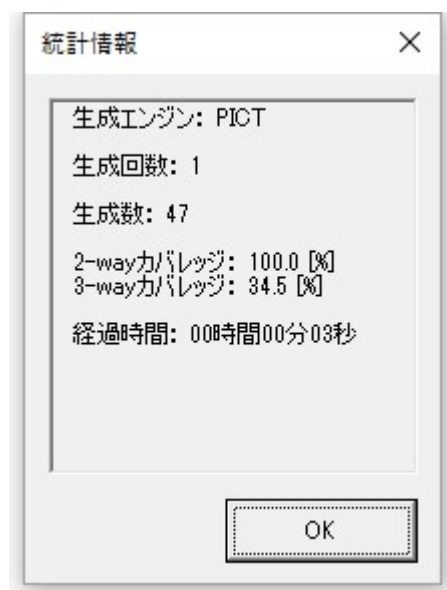 統計情報
生成エンジン: PICT
生成回数: 1
生成数: 47
2-wayカバレッジ: 100.0 [%]
3-wayカバレッジ: 34.5 [%]
経過時間: 00時間00分03秒
OK